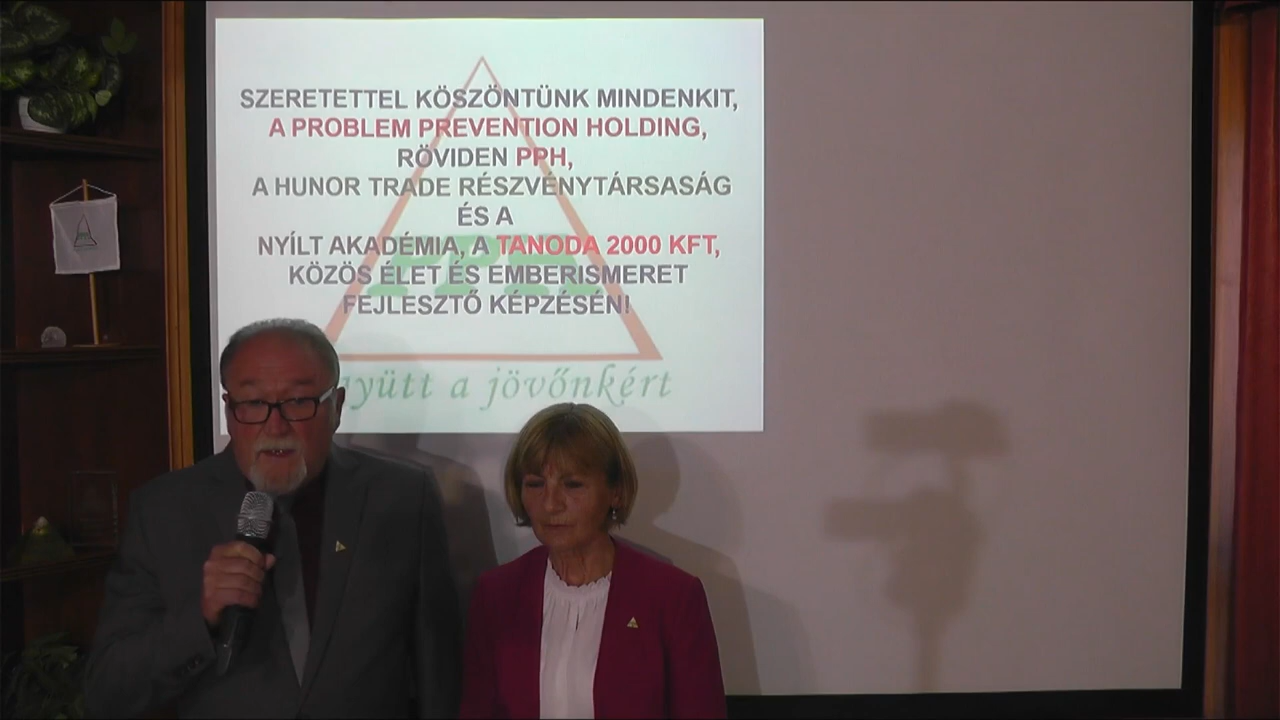 SZERETETTEL KÖSZÖNTÜNK MINDENKIT,
A PROBLEM PREVENTION HOLDING,
RÖVIDEN PPH,
A HUNOR TRADE RÉSZVÉNYTÁRSASÁG
ÉS A
NYÍLT AKADÉMIA, A TANODA 2000 KFT,
KÖZÖS ÉLET ÉS EMBERISMERET
PPH
FEJLESZTŐ KÉPZÉSÉN!
a jövőnkért